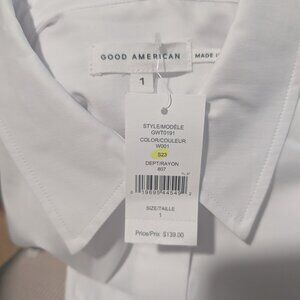 GOOD AMERICAN
MADE I
1
STYLE/MODÈLE
GWT0191
COLOR/COULEUR
W001
S23
DEPT/RAYON
807
SIZE/TAILLE
1
Price/Prix $139.00